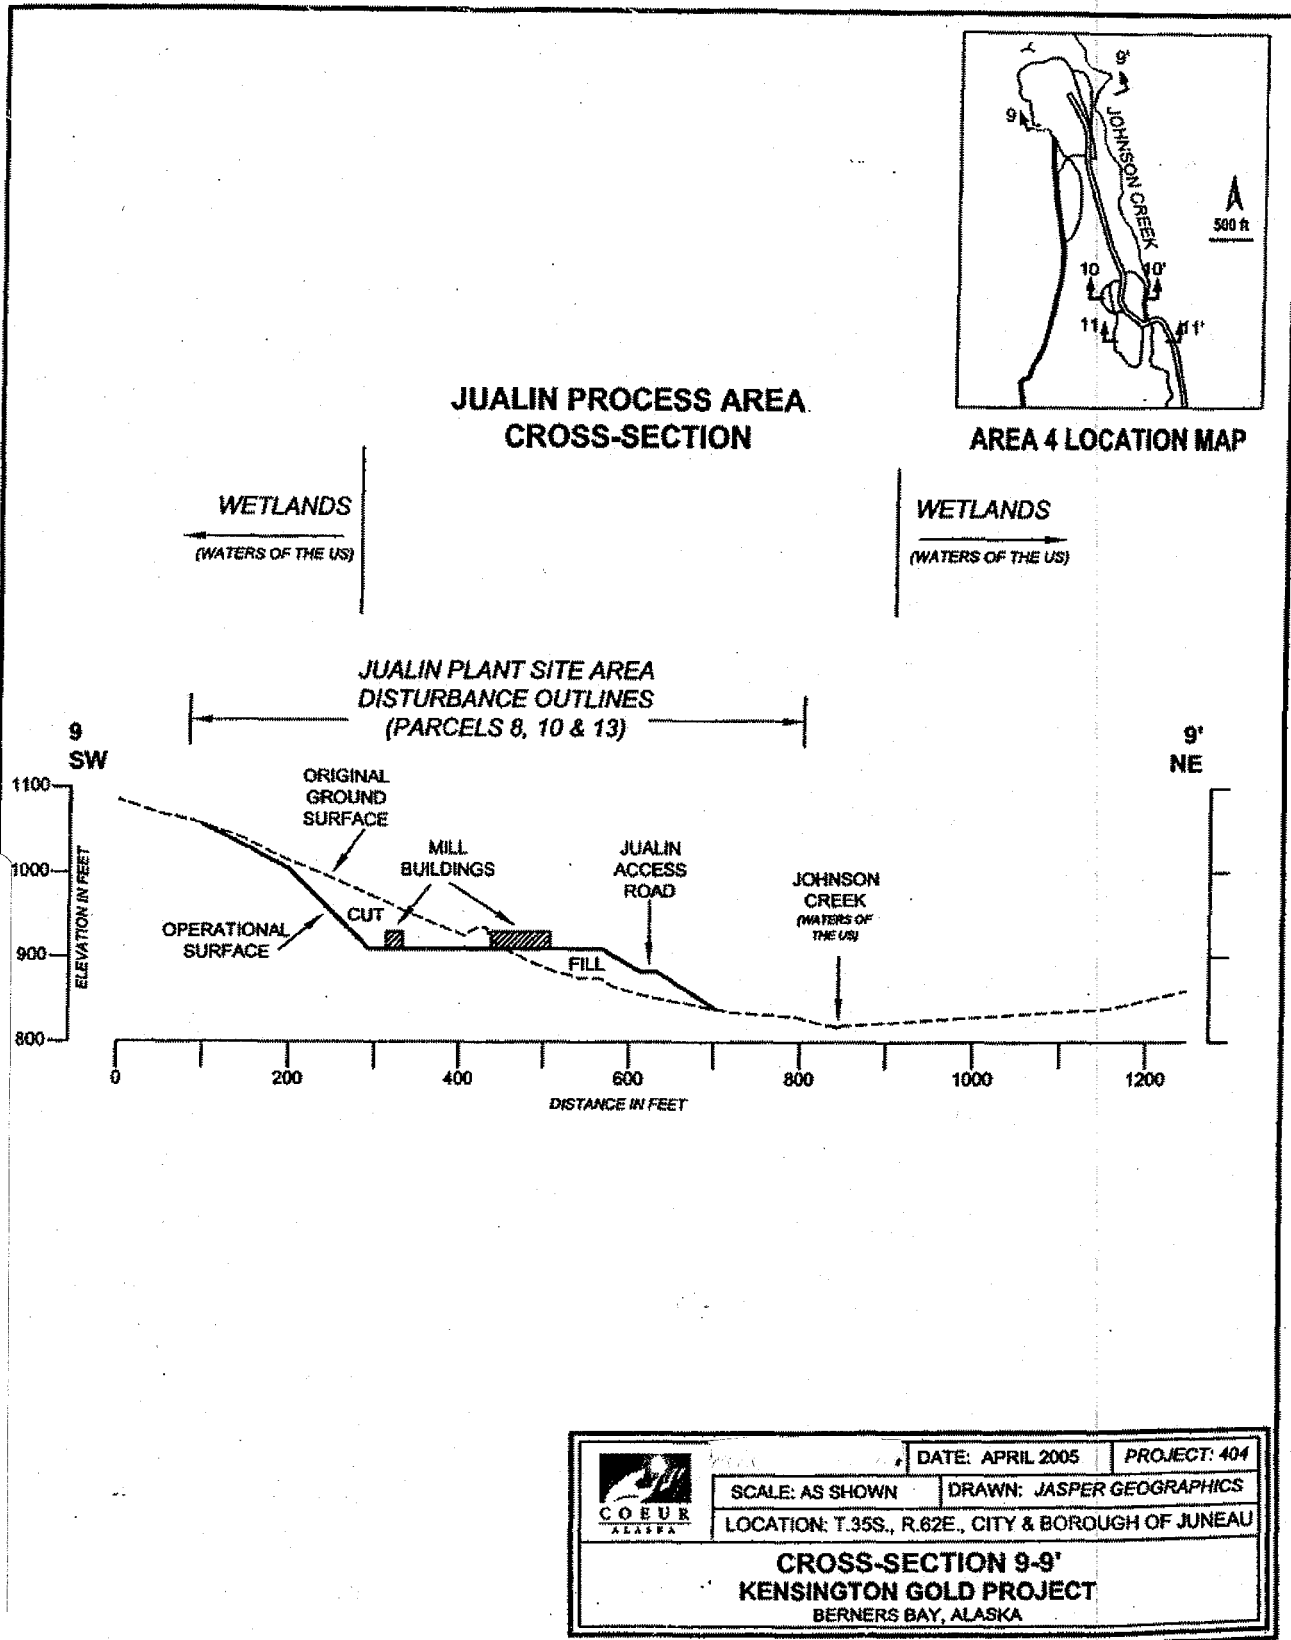 9'
9
JOHNSON CREEK
500 ft
10
10'
11
11'
AREA 4 LOCATION MAP
JUALIN PROCESS AREA
CROSS-SECTION
WETLANDS
(WATERS OF THE US)
WETLANDS
(WATERS OF THE US)
JUALIN PLANT SITE AREA
DISTURBANCE OUTLINES
(PARCELS 8, 10 & 13)
9
SW
9'
NE
1100
1000
900
800
ELEVATION IN FEET
ORIGINAL
GROUND
SURFACE
MILL
BUILDINGS
JUALIN
ACCESS
ROAD
JOHNSON
CREEK
(WATERS OF
THE US)
CUT
OPERATIONAL
SURFACE
FILL
0
200
400
600
800
1000
1200
DISTANCE IN FEET
COEUR
ALASKA
DATE: APRIL 2005
PROJECT: 404
SCALE: AS SHOWN
DRAWN: JASPER GEOGRAPHICS
LOCATION: T.35S., R.62E., CITY & BOROUGH OF JUNEAU
CROSS-SECTION 9-9'
KENSINGTON GOLD PROJECT
BERNERS BAY, ALASKA